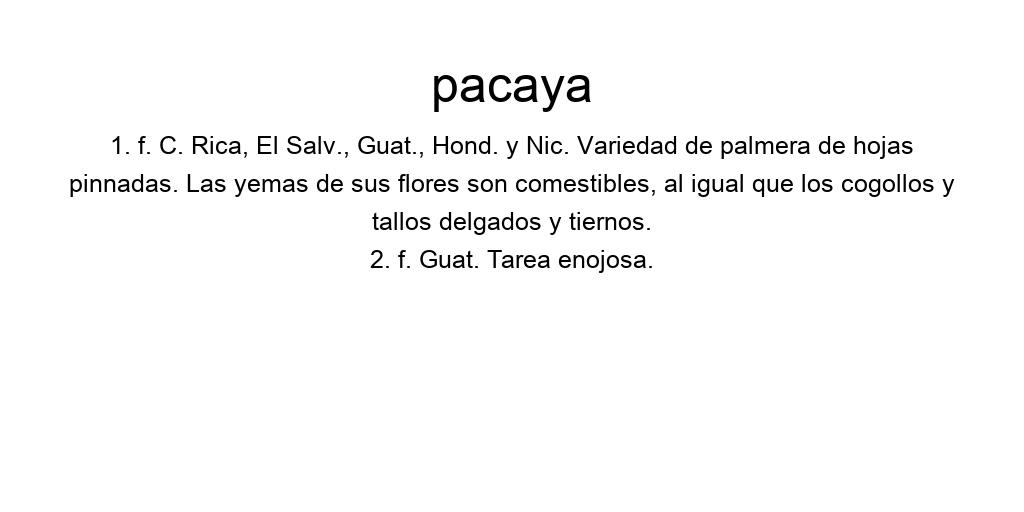 pacaya
1. f. C. Rica, El Salv., Guat., Hond. y Nic. Variedad de palmera de hojas
pinnadas. Las yemas de sus flores son comestibles, al igual que los cogollos y
tallos delgados y tiernos.
2. f. Guat. Tarea enojosa.